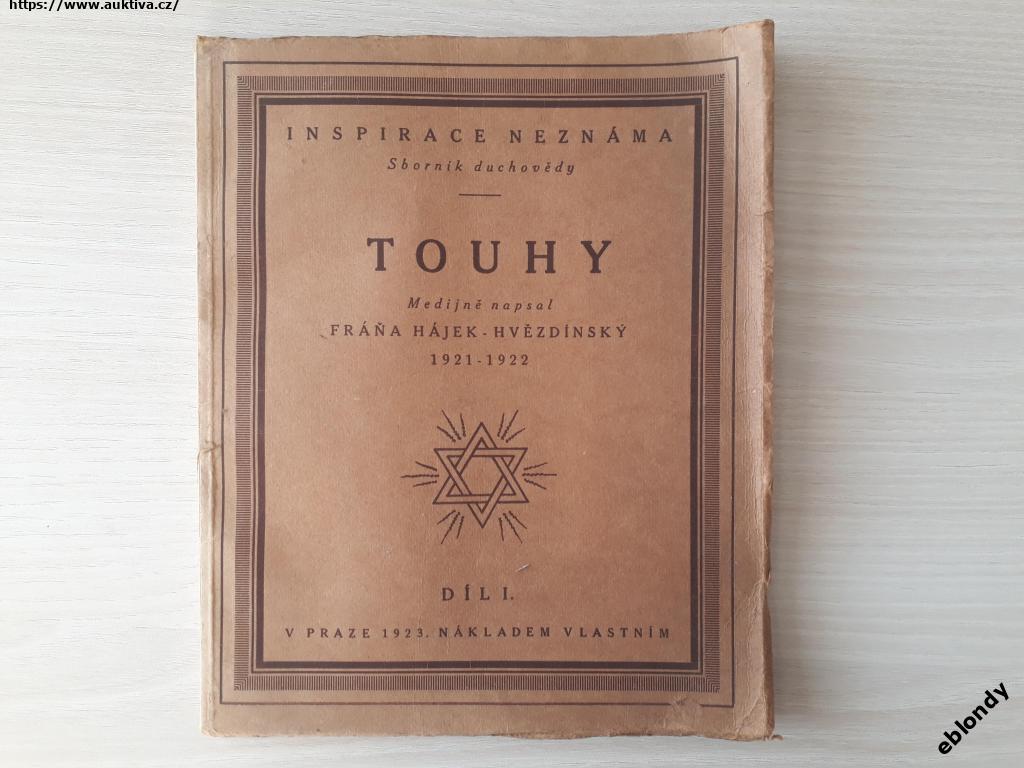 https://www.auktiva.cz/
INSPIRACE NEZNÁMA
Sborník duchovědy
TOUHY
Medijně napsal
FRÁŇA HÁJEK - HVĚZDÍNSKÝ
1921-1922
DÍL I.
V PRAZE 1923. NÁKLADEM VLASTNÍM
eblondy